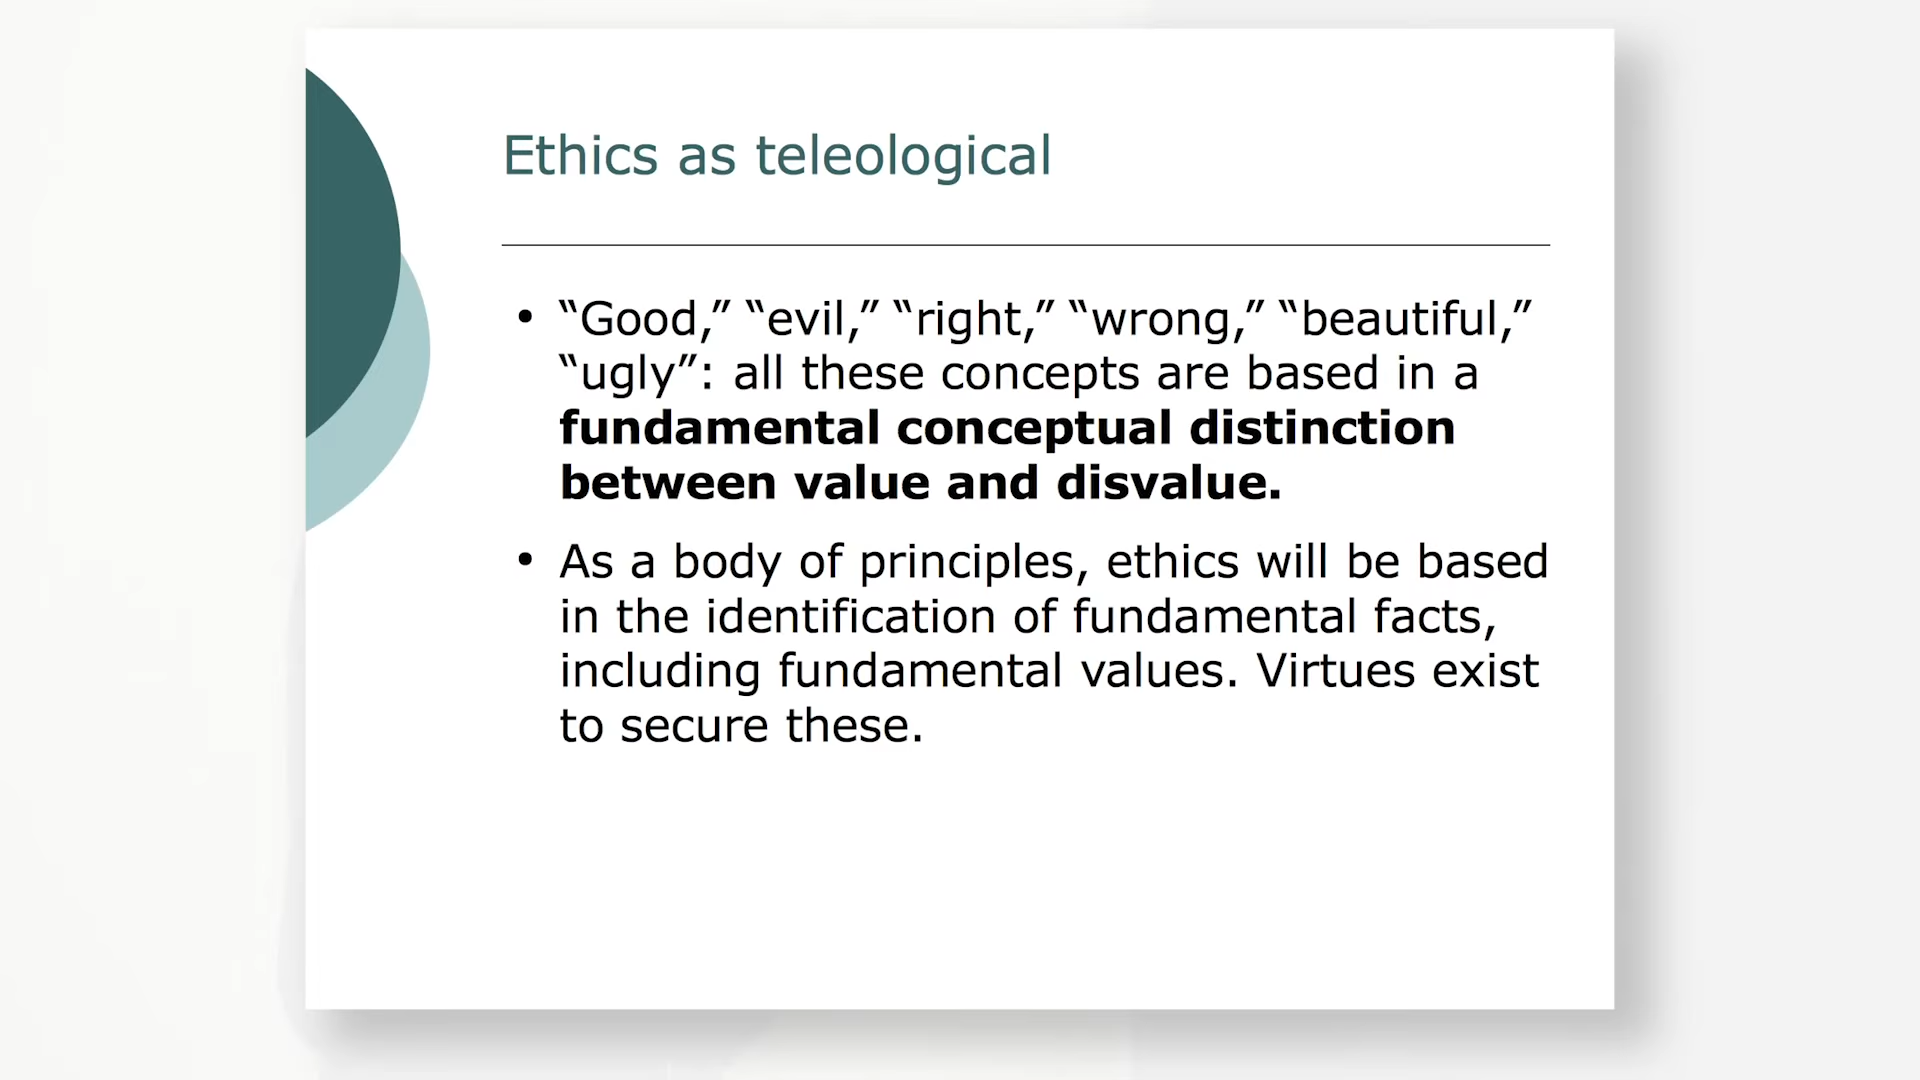 Ethics as teleological
• “Good,” “evil,” “right,” “wrong,” “beautiful,”
“ugly”: all these concepts are based in a
fundamental conceptual distinction
between value and disvalue.
• As a body of principles, ethics will be based
in the identification of fundamental facts,
including fundamental values. Virtues exist
to secure these.